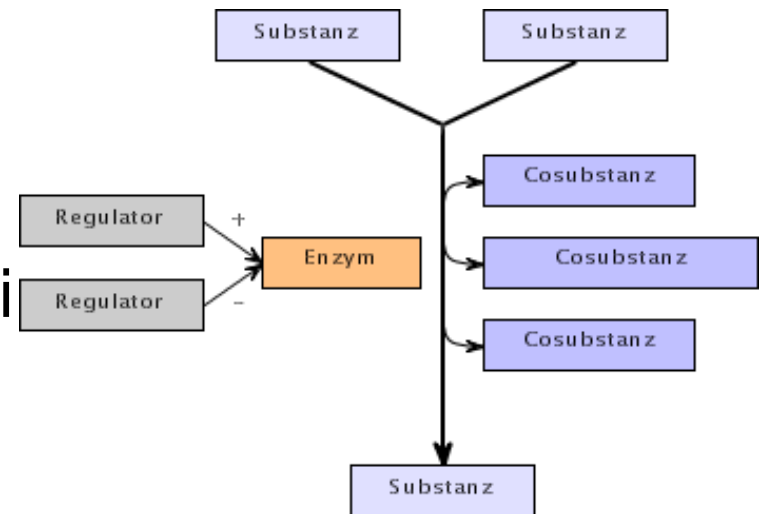 Substanz
Substanz
Cosubstanz
Regulator
+
Enzym
Cosubstanz
i
Regulator
-
Cosubstanz
Substanz